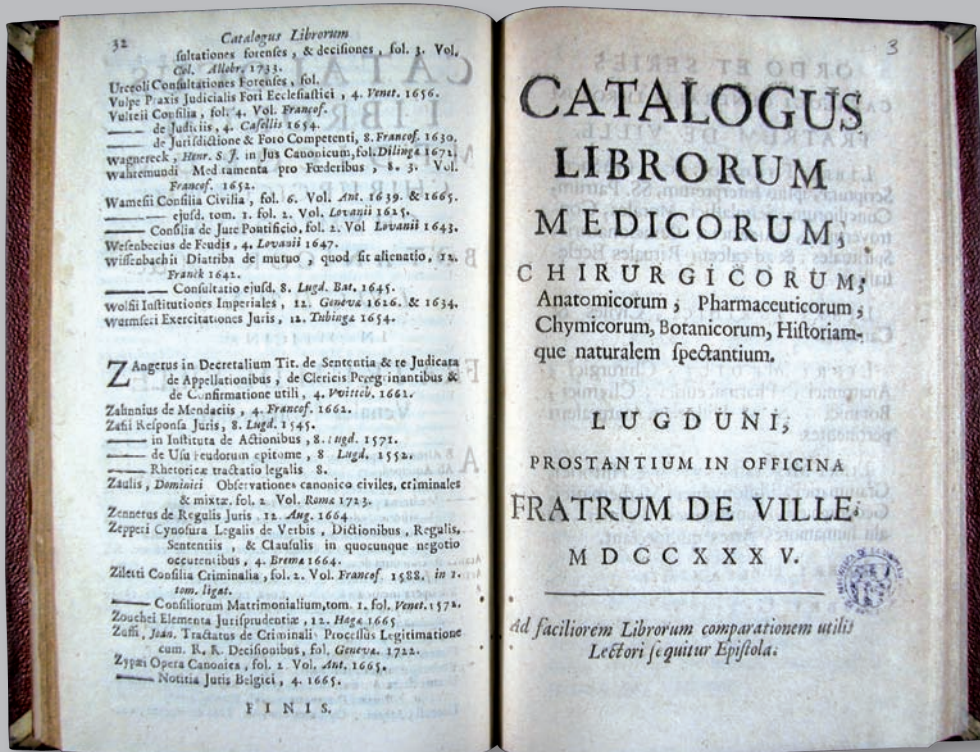 32 Catalogus Librorum
sultationes forenses , & decisiones , fol. 3. Vol.
Col. Allobr. 1733.
Urceoli Consultationes Forenses , fol.
Vulpe Praxis Judicialis Fori Ecclesiastici , 4. Venet. 1656.
Vulteii Consilia , fol. 4. Vol. Francof.
—— de Judiciis , 4. Casellis 1654.
—— de Jurisdictione & Foro Competenti, 8. Francof. 1630.
Wagnereck , Henr. S. J. in Jus Canonicum, fol. Dilingæ 1672.
Wahremundi Med tamenta pro Fœderibus , 8. 3. Vol.
Francof. 1652.
Wamesii Consilia Civilia , fol. 6. Vol. Ant. 1639. & 1665.
—— ejusd. tom. 1. fol. 2. Vol. Lovanii 1625.
—— Consilia de Jure Pontificio, fol. 2. Vol Lovanii 1643.
Wesenbecius de Feudis , 4. Lovanii 1647.
Wissenbachii Diatriba de mutuo , quod sit alienatio, 12.
Franek 1642.
—— Consultatio ejusd. 8. Lugd. Bat. 1645.
Wolfii Institutiones Imperiales , 12. Genevæ 1626. & 1634.
Wurmseri Exercitationes Juris , 12. Tubingæ 1654.
ZAngerus in Decretalium Tit. de Sententia & re Judicata
de Appellationibus , de Clericis Peregrinantibus &
de Confirmatione utili , 4. Vvitteb. 1662.
Zahnnius de Mendaciis , 4. Francof. 1662.
Zasii Responsa Juris , 8. Lugd. 1545.
—— in Instituta de Actionibus , 8. Lugd. 1571.
—— de Usu Feudorum epitome , 8 Lugd. 1552.
—— Rhetoricæ tractatio legalis 8.
Zaulis , Dominici Observationes canonico civiles, criminales
& mixtæ. fol. 2 Vol. Romæ 1723.
Zennerus de Regulis Juris . 12. Aug. 1664
Zepperi Cynosura Legalis de Verbis , Dictionibus , Regulis,
Sententiis , & Clausulis in quocunque negotio
occurentibus , 4. Bremæ 1664.
Ziletti Consilia Criminalia , fol. 2. Vol. Francof. 1588. in 1.
tom. ligat.
—— Consiliorum Matrimonialium, tom. 1. fol. Venet. 1572.
Zouchei Elementa Jurisprudentiæ , 12. Hagæ 1665
Zuffi , Joan. Tractatus de Criminali Processus Legitimatione
cum. R. R. Decisionibus, fol. Genevæ. 1722.
Zypæi Opera Canonica , fol. 2 Vol. Ant. 1665.
—— Notitia Juris Belgici , 4. 1665.
FINIS.
3
CATALOGUS
LIBRORUM
MEDICORUM,
CHIRURGICORUM,
Anatomicorum , Pharmaceuticorum ,
Chymicorum, Botanicorum, Historiam-
que naturalem spectantium.
LUGDUNI,
PROSTANTIUM IN OFFICINA
FRATRUM DE VILLE.
MDCCXXXV.
Ad faciliorem Librorum comparationem utilis
Lectori sequitur Epistola.